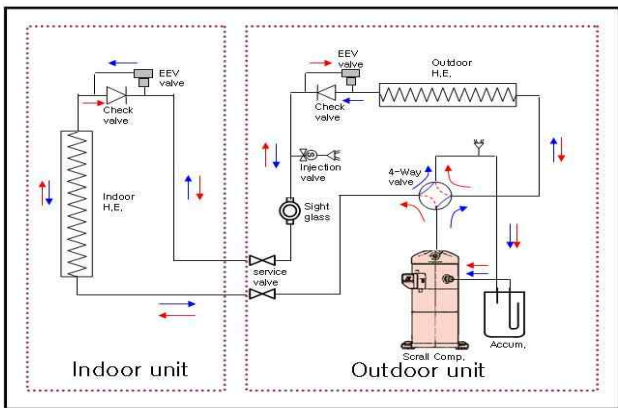 EEV
valve
Check
valve
Indoor
H.E.
Indoor unit
EEV
valve
Check
valve
Outdoor
H.E.
Injection
valve
4-Way
valve
Sight
glass
service
valve
Scrall Comp.
Accum.
Outdoor unit